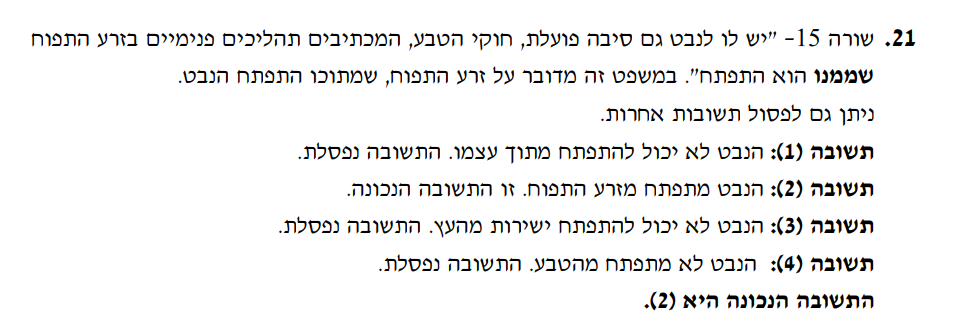 21. שורה 15- "יש לו לנבט גם סיבה פועלת, חוקי הטבע, המכתיבים תהליכים פנימיים בזרע התפוח
שממנו הוא התפתח". במשפט זה מדובר על זרע התפוח, שמתוכו התפתח הנבט.
ניתן גם לפסול תשובות אחרות.
תשובה (1): הנבט לא יכול להתפתח מתוך עצמו. התשובה נפסלת.
תשובה (2): הנבט מתפתח מזרע התפוח. זו התשובה הנכונה.
תשובה (3): הנבט לא יכול להתפתח ישירות מהעץ. התשובה נפסלת.
תשובה (4): הנבט לא מתפתח מהטבע. התשובה נפסלת.
התשובה הנכונה היא (2).